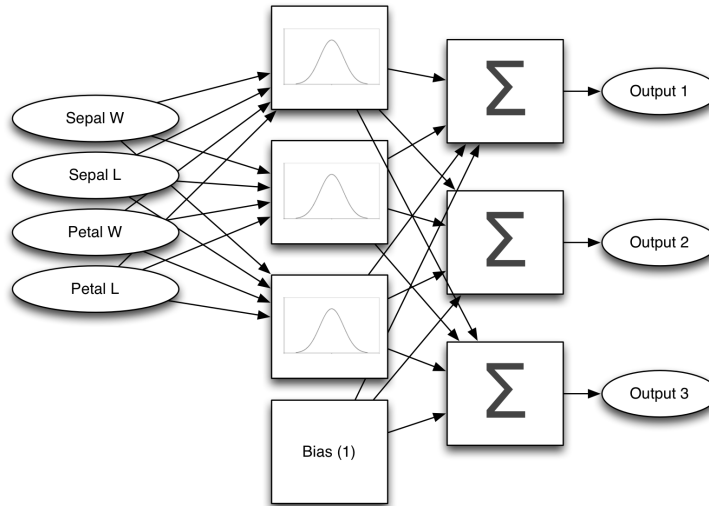 Sepal W
Sepal L
Petal W
Petal L
Bias (1)
Σ
Σ
Σ
Output 1
Output 2
Output 3